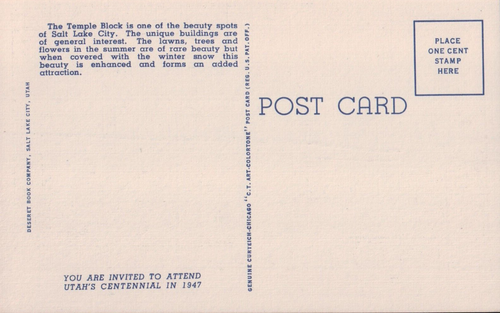 The Temple Block is one of the beauty spots
of Salt Lake City. The unique buildings are
of general interest. The lawns, trees and
flowers in the summer are of rare beauty but
when covered with the winter snow this
beauty is enhanced and forms an added
attraction.
DESERET BOOK COMPANY, SALT LAKE CITY, UTAH
YOU ARE INVITED TO ATTEND
UTAH'S CENTENNIAL IN 1947
GENUINE CURTEICH-CHICAGO "C.T. ART-COLORTONE" POST CARD (REG. U.S. PAT. OFF.)
POST CARD
PLACE
ONE CENT
STAMP
HERE